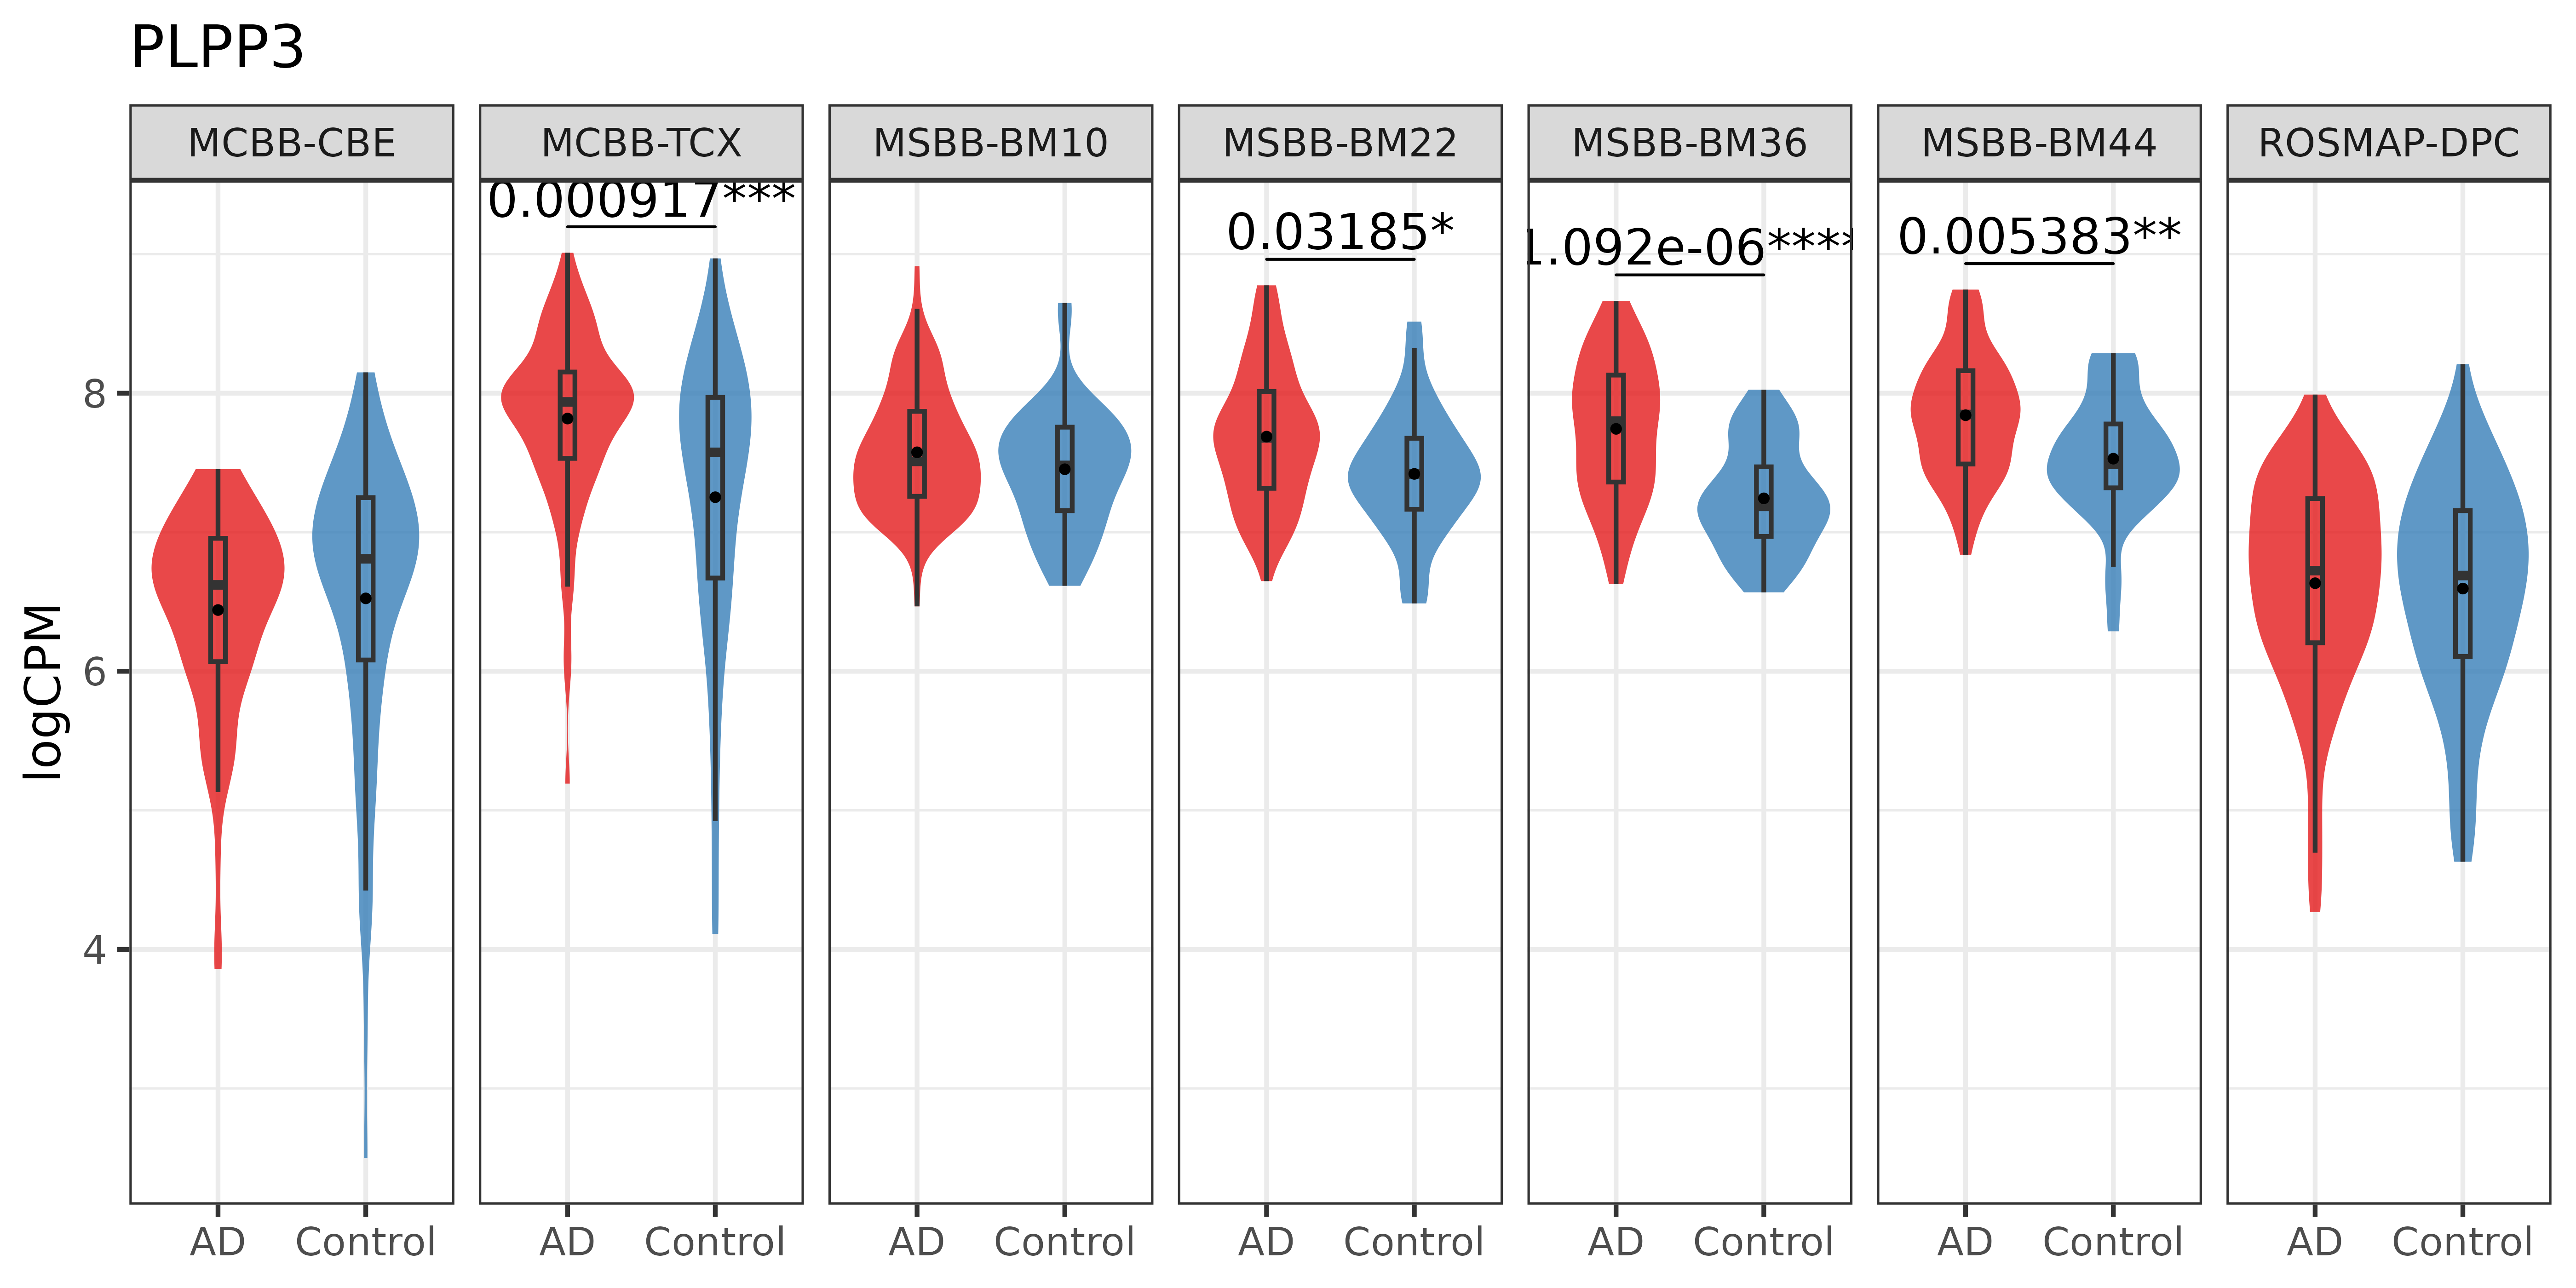 PLPP3
MCBB-CBE MCBB-TCX MSBB-BM10 MSBB-BM22 MSBB-BM36 MSBB-BM44 ROSMAP-DPC
0.000917*** 0.03185* 1.092e-06**** 0.005383**
8
6
4
logCPM
AD Control AD Control AD Control AD Control AD Control AD Control AD Control